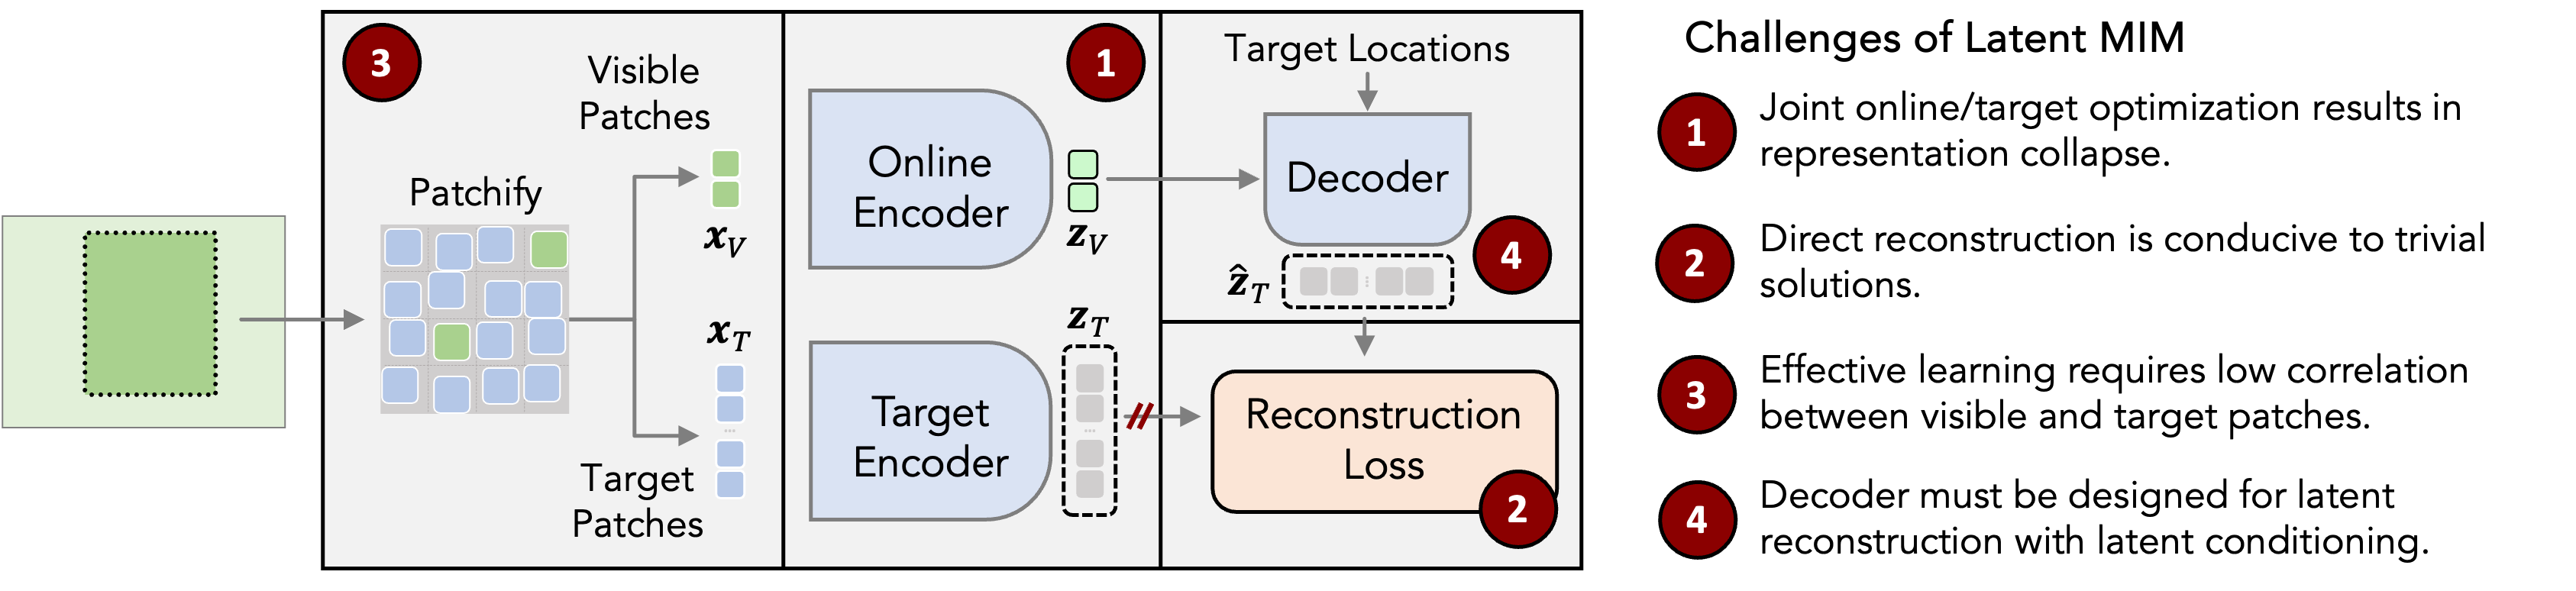 3
Visible
Patches
Patchify
x_V
x_T
Target
Patches
1
Online
Encoder
z_V
Target
Encoder
z_T
Target Locations
Decoder
4
ẑ_T
Reconstruction
Loss
2
Challenges of Latent MIM
1
Joint online/target optimization results in
representation collapse.
2
Direct reconstruction is conducive to trivial
solutions.
3
Effective learning requires low correlation
between visible and target patches.
4
Decoder must be designed for latent
reconstruction with latent conditioning.